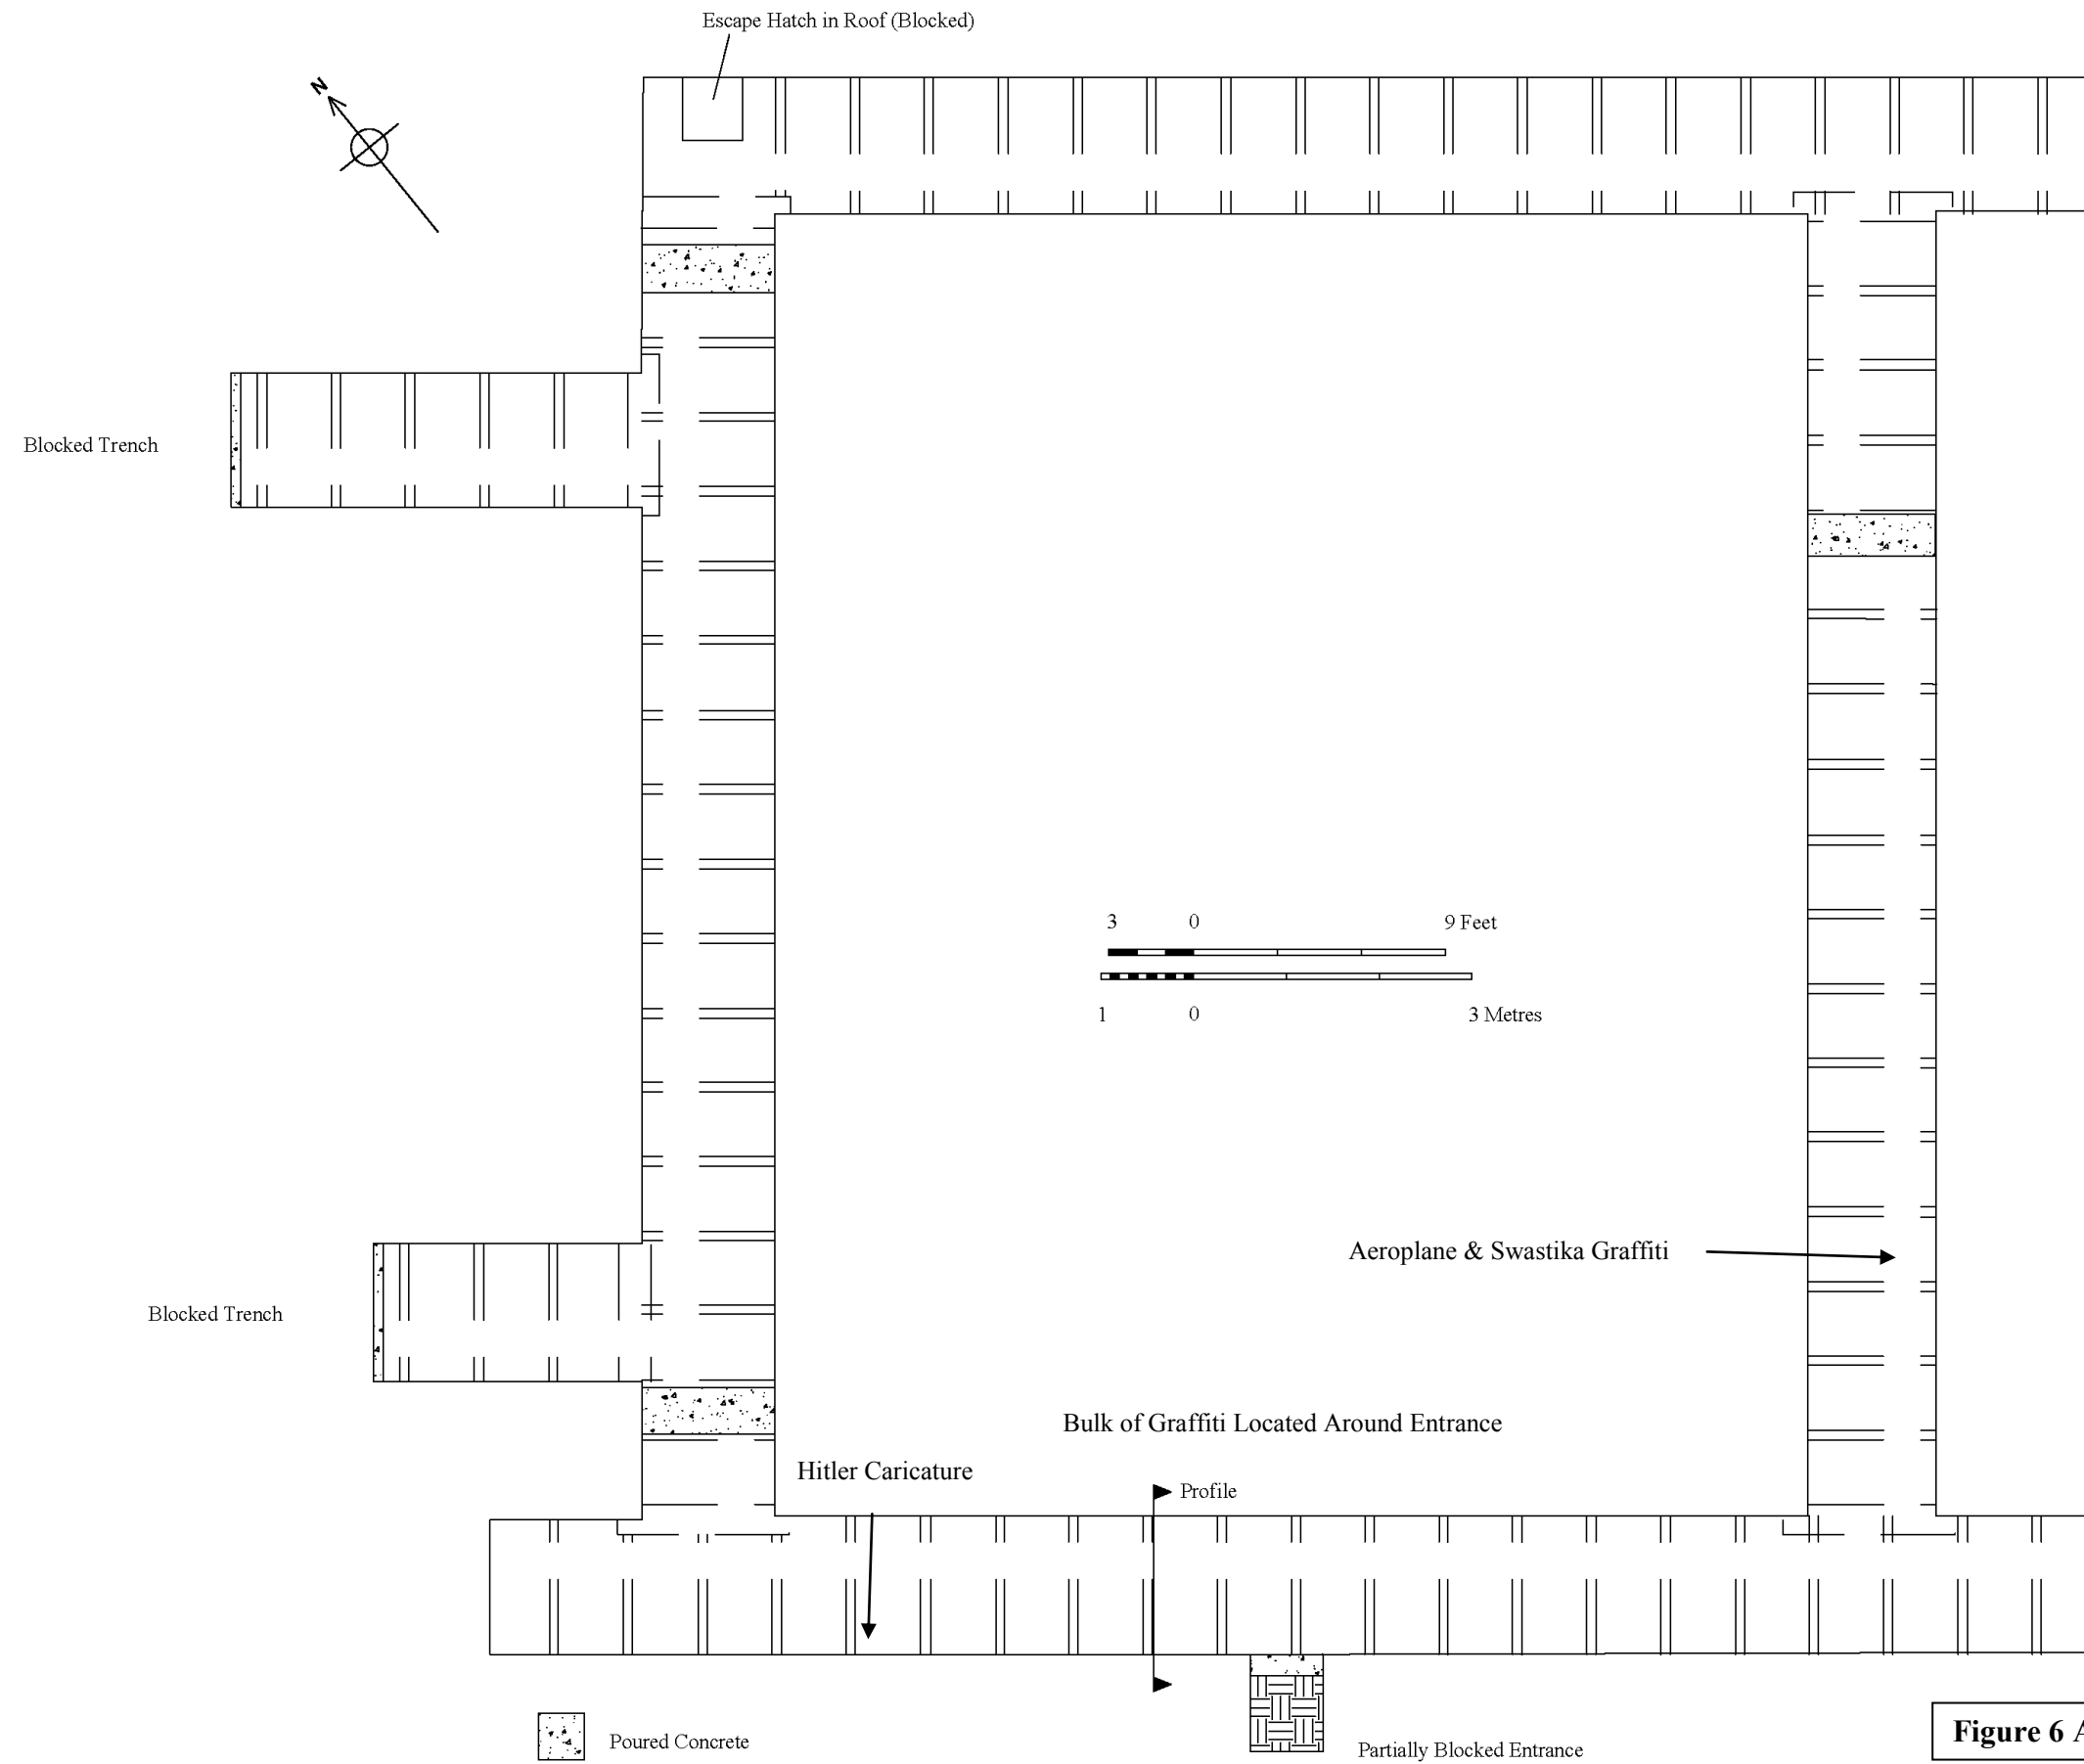 Escape Hatch in Roof (Blocked)
N
Blocked Trench
3 0 9 Feet
1 0 3 Metres
Aeroplane & Swastika Graffiti
Blocked Trench
Bulk of Graffiti Located Around Entrance
Hitler Caricature
Profile
Figure 6 A
Poured Concrete
Partially Blocked Entrance